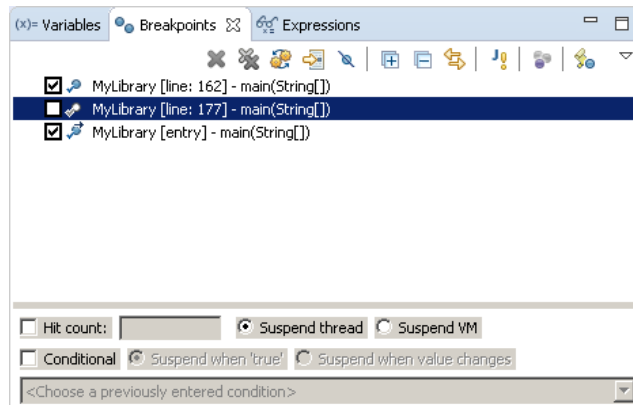 (x)= Variables Breakpoints Expressions
MyLibrary [line: 162] - main(String[])
MyLibrary [line: 177] - main(String[])
MyLibrary [entry] - main(String[])
Hit count: Suspend thread Suspend VM
Conditional Suspend when 'true' Suspend when value changes
<Choose a previously entered condition>